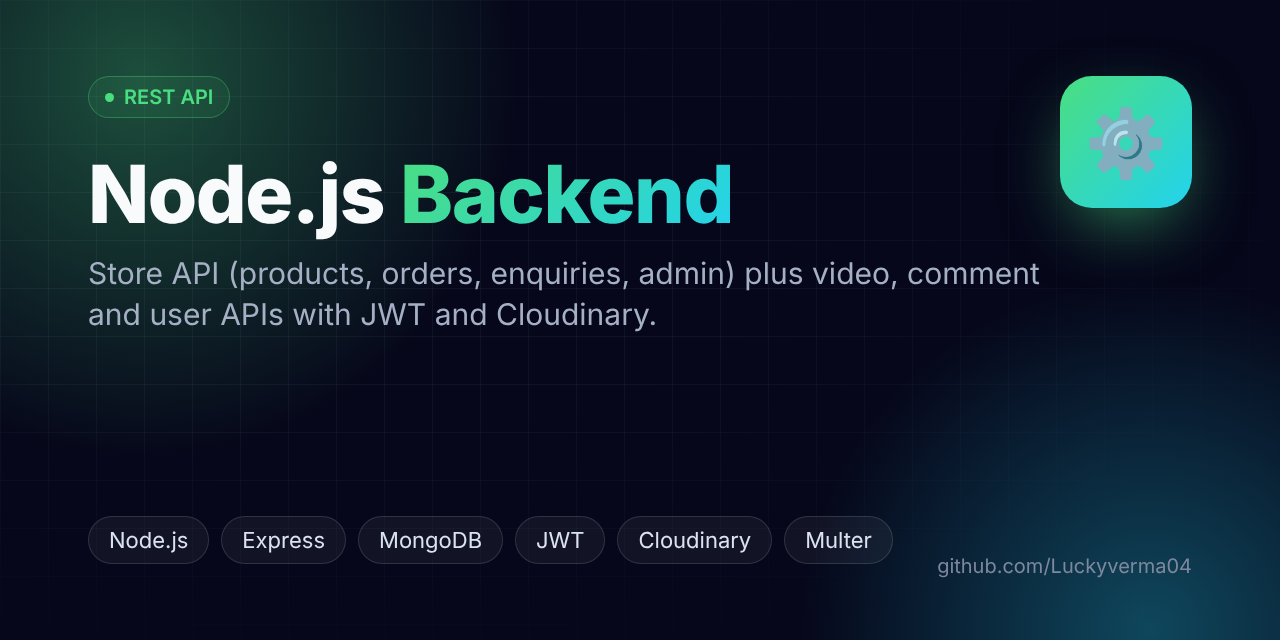 REST API
Node.js Backend
Store API (products, orders, enquiries, admin) plus video, comment
and user APIs with JWT and Cloudinary.
Node.js Express MongoDB JWT Cloudinary Multer
github.com/Luckyverma04